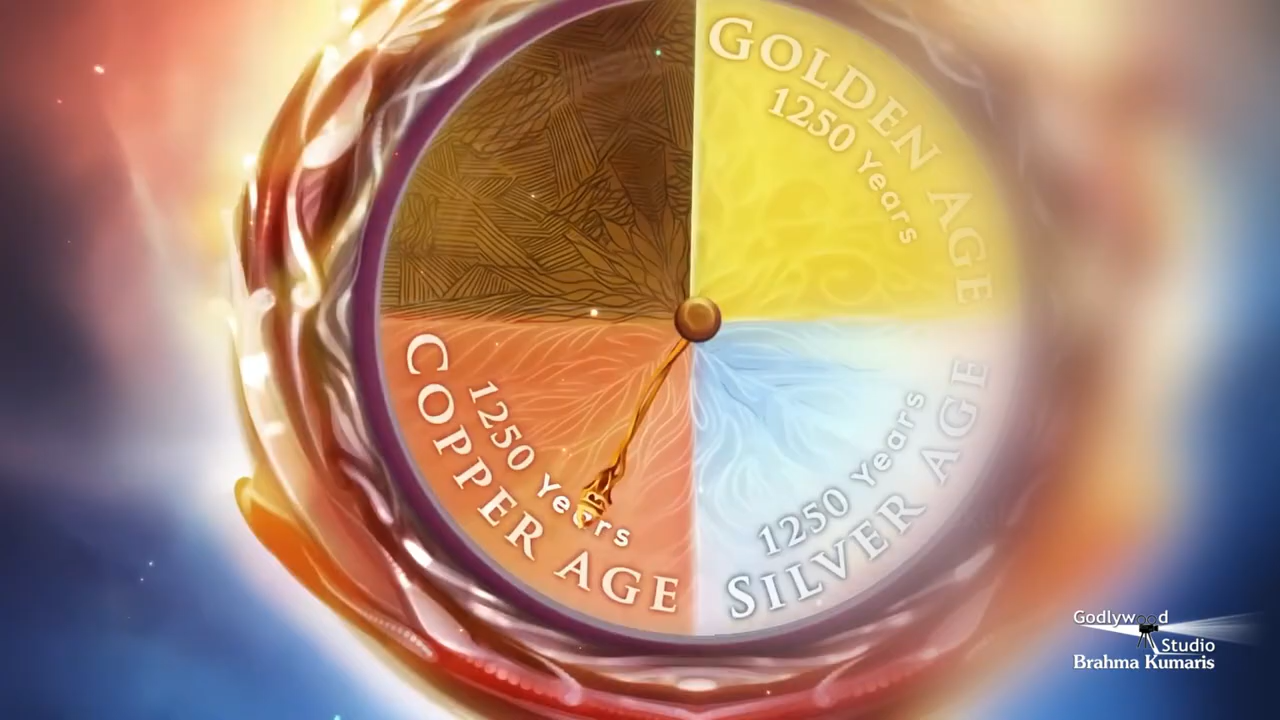 GOLDEN AGE
1250 Years
SILVER AGE
1250 Years
COPPER AGE
1250 Years
Godlywood
Studio
Brahma Kumaris